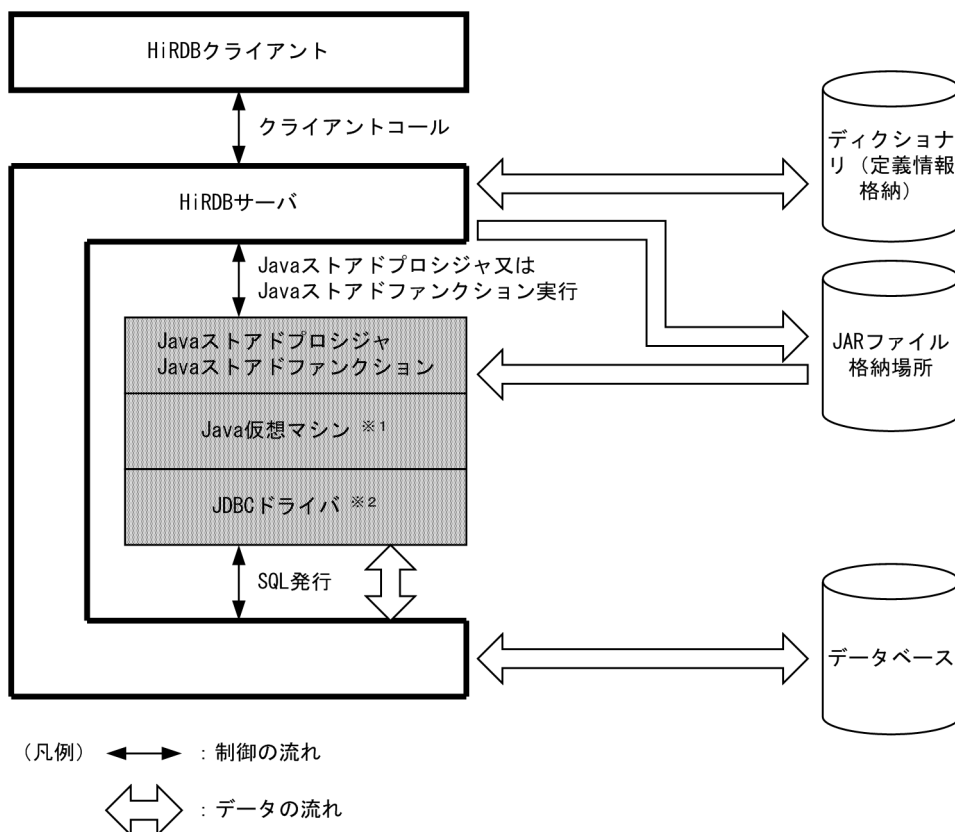 HiRDBクライアント
クライアントコール
ディクショナ
リ（定義情報
格納）
HiRDBサーバ
Javaストアドプロシジャ又は
Javaストアドファンクション実行
Javaストアドプロシジャ
Javaストアドファンクション
JARファイル
格納場所
Java仮想マシン ※1
JDBCドライバ ※2
SQL発行
データベース
（凡例） ：制御の流れ
：データの流れ